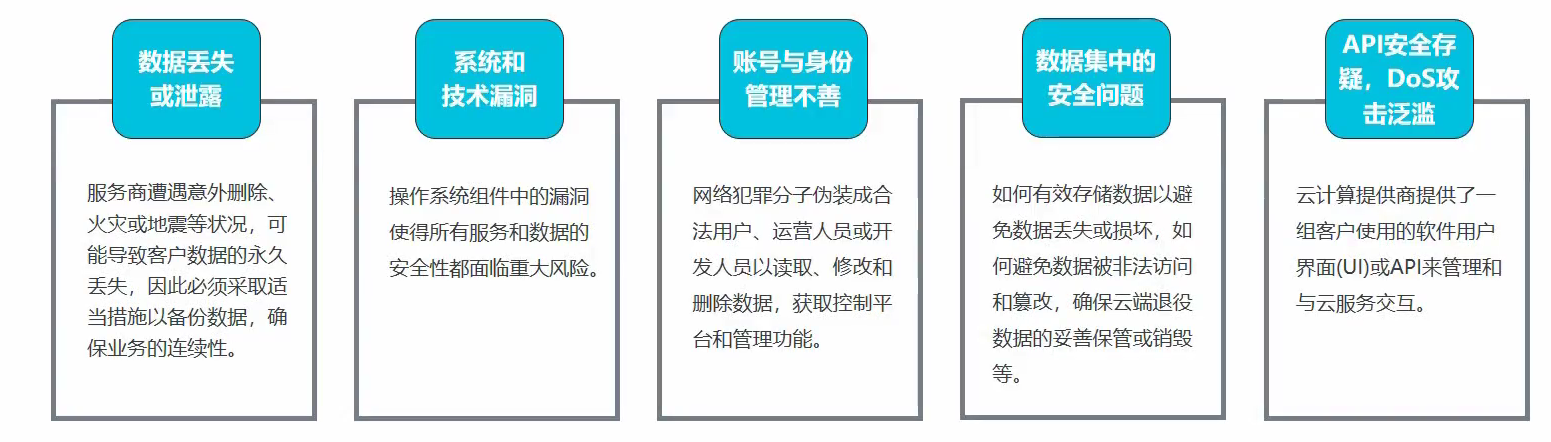 数据丢失
或泄露
服务商遭遇意外删除、
火灾或地震等状况，可
能导致客户数据的永久
丢失，因此必须采取适
当措施以备份数据，确
保业务的连续性。
系统和
技术漏洞
操作系统组件中的漏洞
使得所有服务和数据的
安全性都面临重大风险。
账号与身份
管理不善
网络犯罪分子伪装成合
法用户、运营人员或开
发人员以读取、修改和
删除数据，获取控制平
台和管理功能。
数据集中的
安全问题
如何有效存储数据以避
免数据丢失或损坏，如
何避免数据被非法访问
和篡改，确保云端退役
数据的妥善保管或销毁
等。
API安全存
疑，DoS攻
击泛滥
云计算提供商提供了一
组客户使用的软件用户
界面(UI)或API来管理和
与云服务交互。